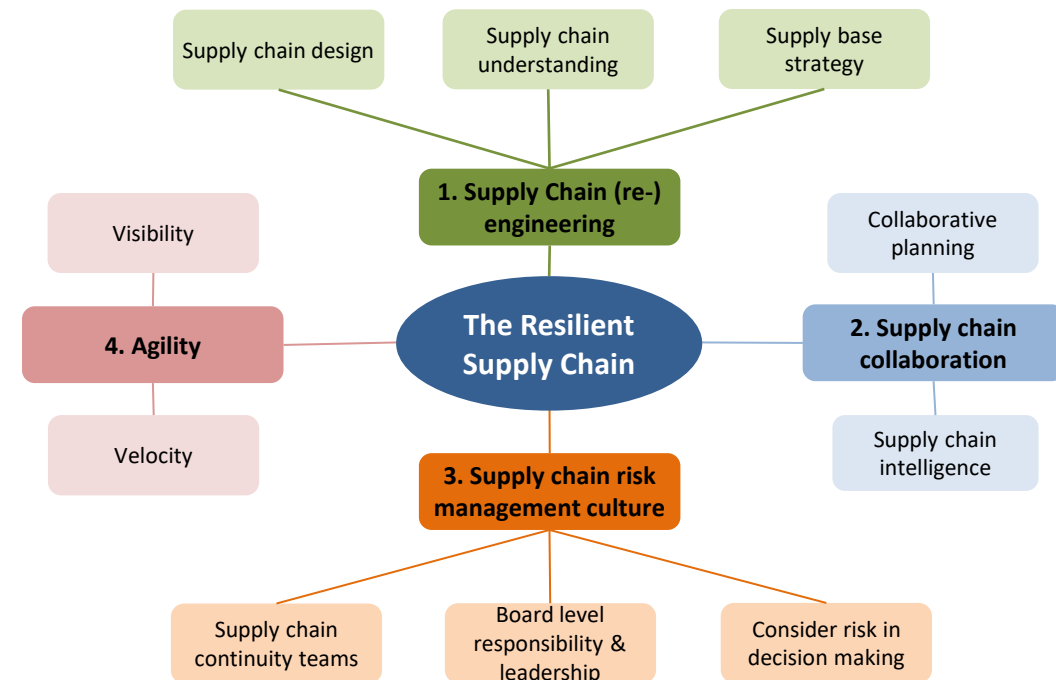 Supply chain design
Supply chain
understanding
Supply base
strategy
1. Supply Chain (re-)
engineering
Visibility
Collaborative
planning
4. Agility
The Resilient
Supply Chain
2. Supply chain
collaboration
Velocity
Supply chain
intelligence
3. Supply chain risk
management culture
Supply chain
continuity teams
Board level
responsibility &
leadership
Consider risk in
decision making